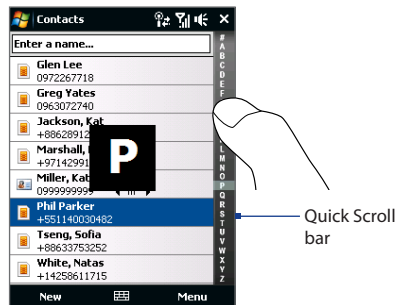 Contacts
Enter a name...
Glen Lee
0972267718
Greg Yates
0963072740
Jackson, Kat
+88628912
Marshall,
+97142991
Miller, Kat
0999999999
m
Phil Parker
+551140030482
Tseng, Sofia
+88633753252
White, Natas
+14258611715
New
Menu
P
#
A
B
C
D
E
F
L
M
N
O
P
Q
R
S
T
U
V
W
X
Y
Z
Quick Scroll
bar